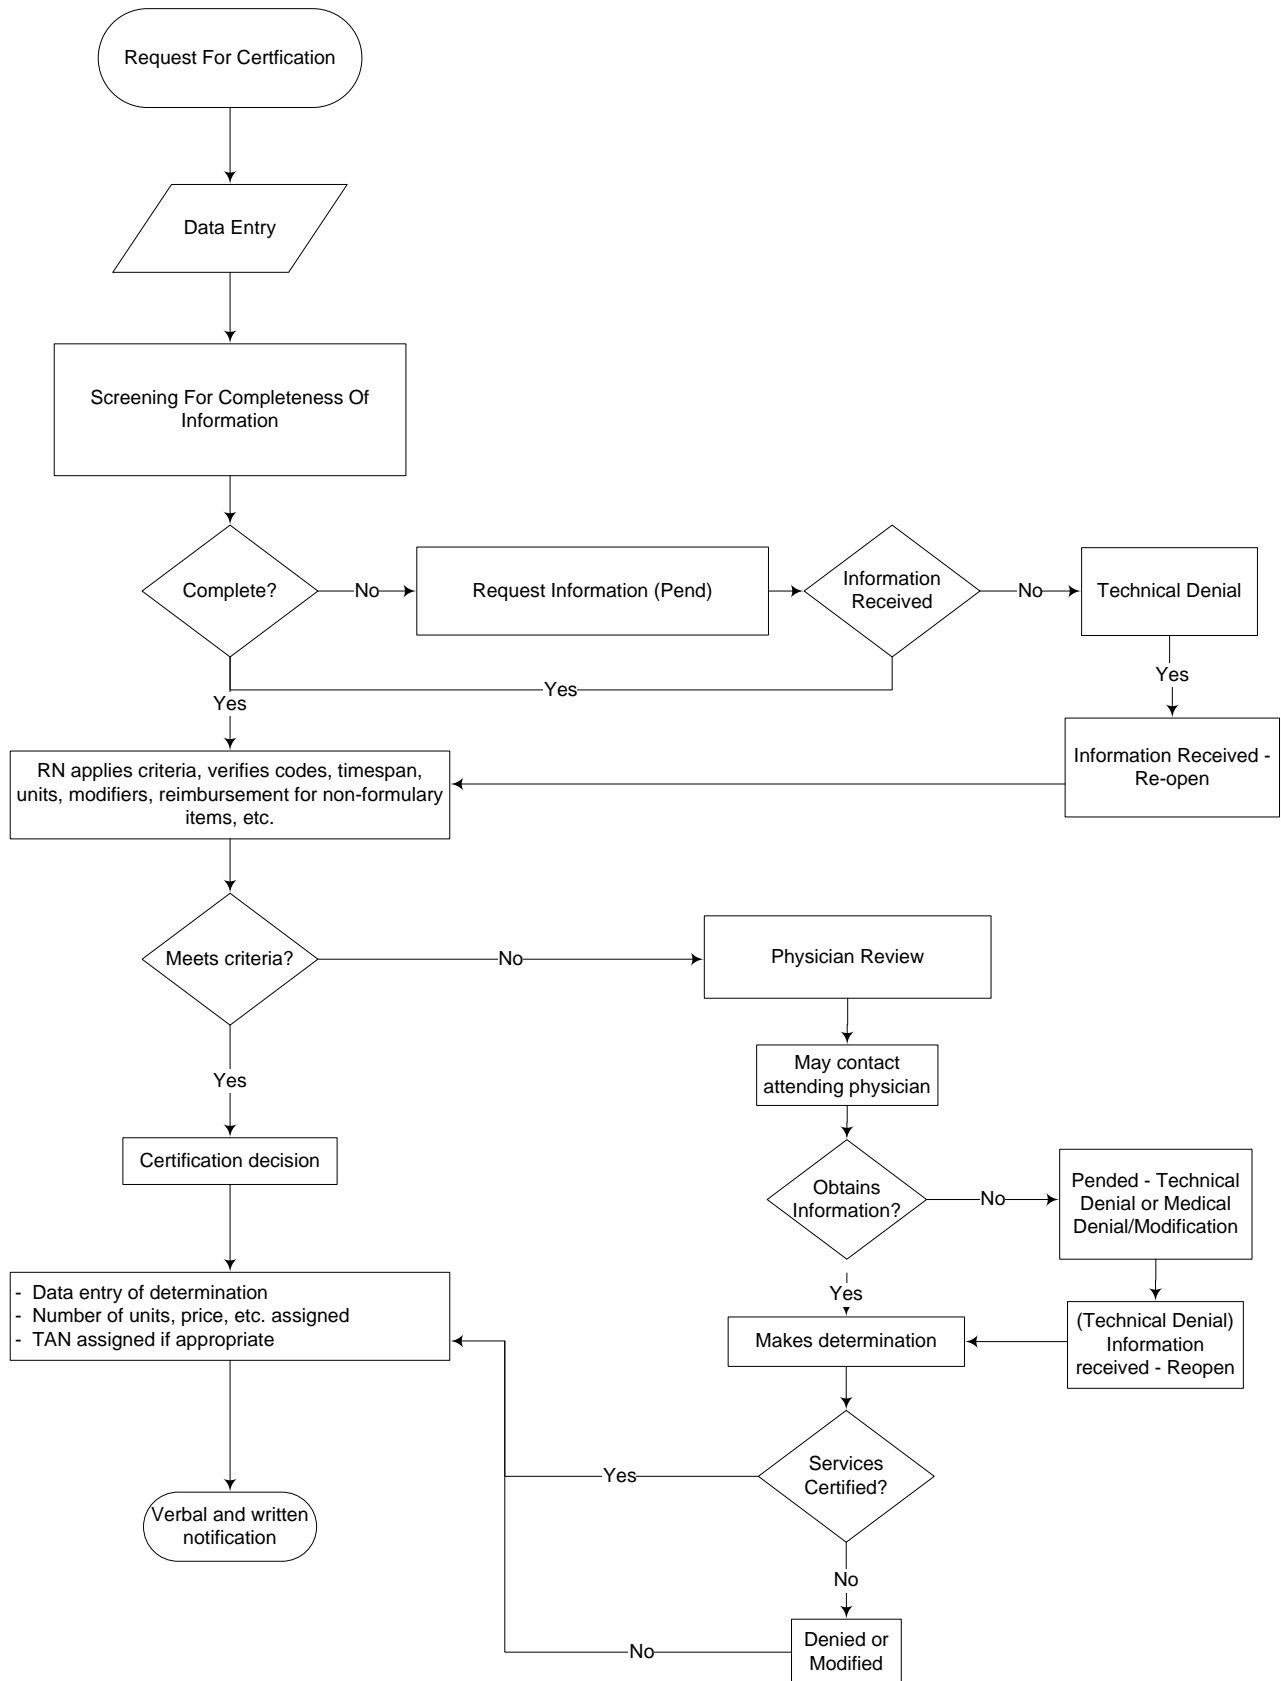 Request For Certfication
Data Entry
Screening For Completeness Of
Information
Complete?
No
Request Information (Pend)
Information
Received
No
Technical Denial
Yes
Yes
Yes
Information Received -
Re-open
RN applies criteria, verifies codes, timespan,
units, modifiers, reimbursement for non-formulary
items, etc.
Meets criteria?
No
Physician Review
May contact
attending physician
Yes
Certification decision
Obtains
Information?
No
Pended - Technical
Denial or Medical
Denial/Modification
Yes
- Data entry of determination
- Number of units, price, etc. assigned
- TAN assigned if appropriate
Makes determination
(Technical Denial)
Information
received - Reopen
Services
Certified?
Yes
Verbal and written
notification
No
Denied or
Modified
No